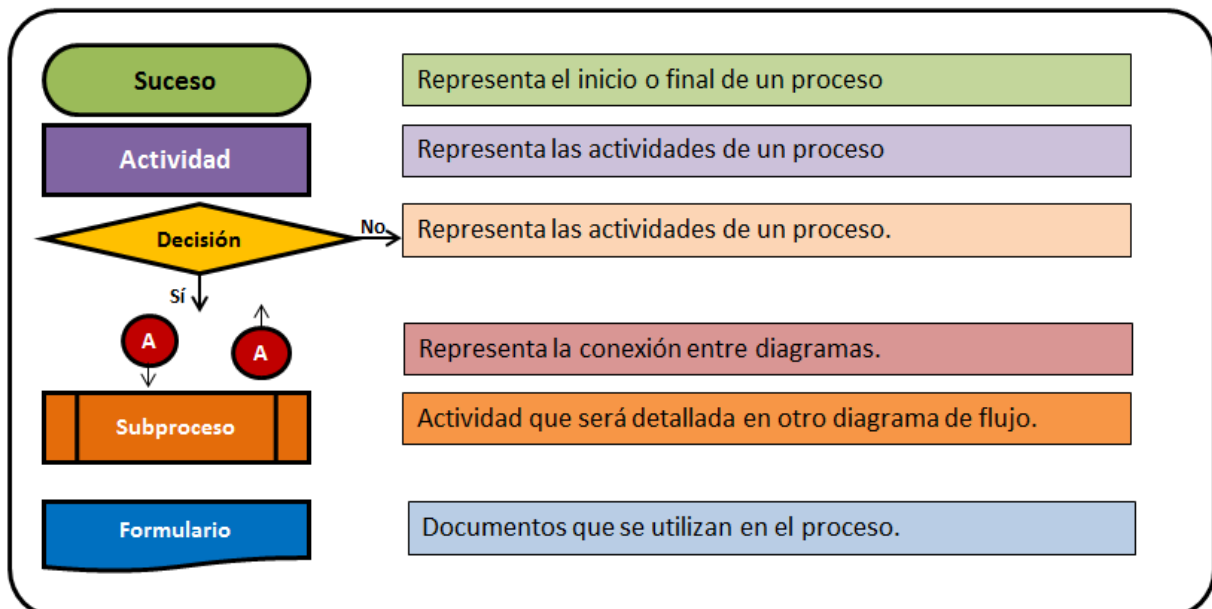 Suceso
Representa el inicio o final de un proceso
Actividad
Representa las actividades de un proceso
Decisión
No
Representa las actividades de un proceso.
Sí
A
A
Representa la conexión entre diagramas.
Subproceso
Actividad que será detallada en otro diagrama de flujo.
Formulario
Documentos que se utilizan en el proceso.